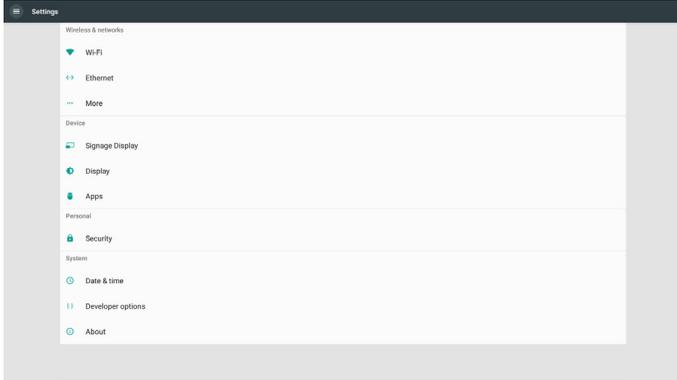 Settings
Wireless & networks
Wi-Fi
Ethernet
More
Device
Signage Display
Display
Apps
Personal
Security
System
Date & time
Developer options
About